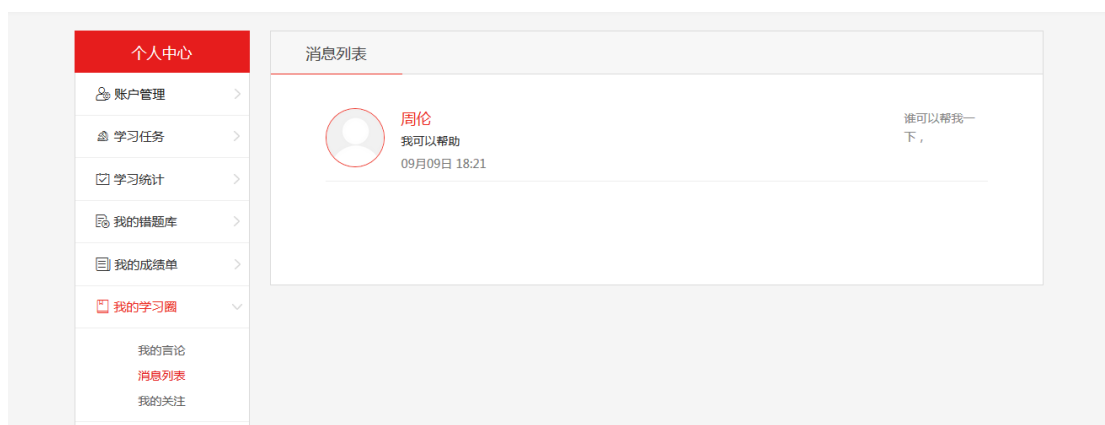 个人中心
账户管理
学习任务
学习统计
我的错题库
我的成绩单
我的学习圈
我的言论
消息列表
我的关注
消息列表
周伦
我可以帮助
09月09日 18:21
谁可以帮我一
下，